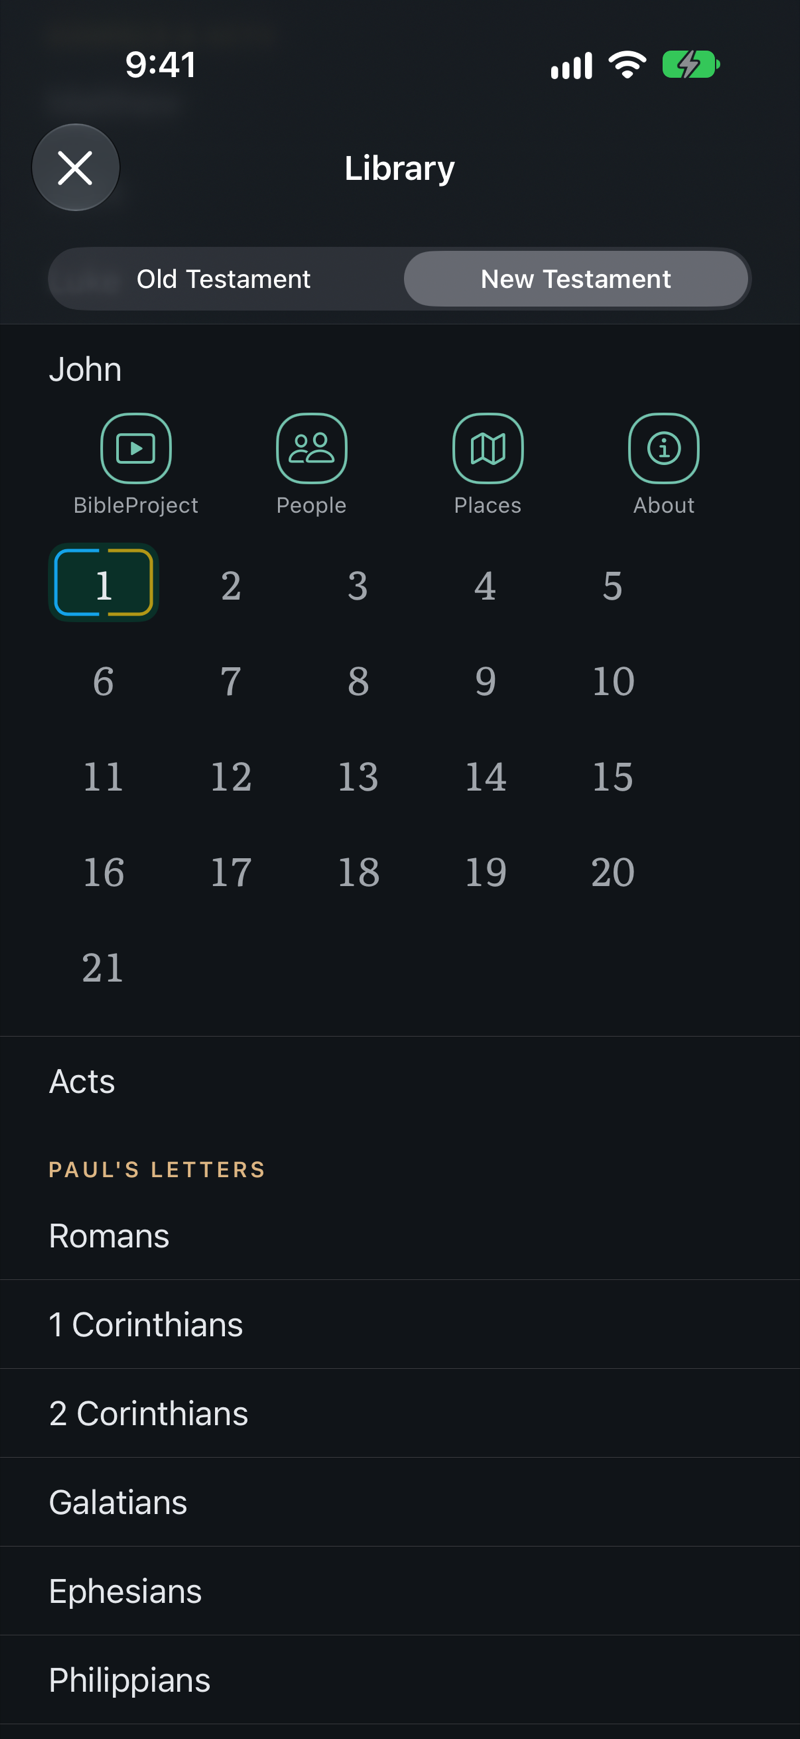 9:41
Library
Old Testament New Testament
John
BibleProject People Places About
1 2 3 4 5
6 7 8 9 10
11 12 13 14 15
16 17 18 19 20
21
Acts
PAUL'S LETTERS
Romans
1 Corinthians
2 Corinthians
Galatians
Ephesians
Philippians